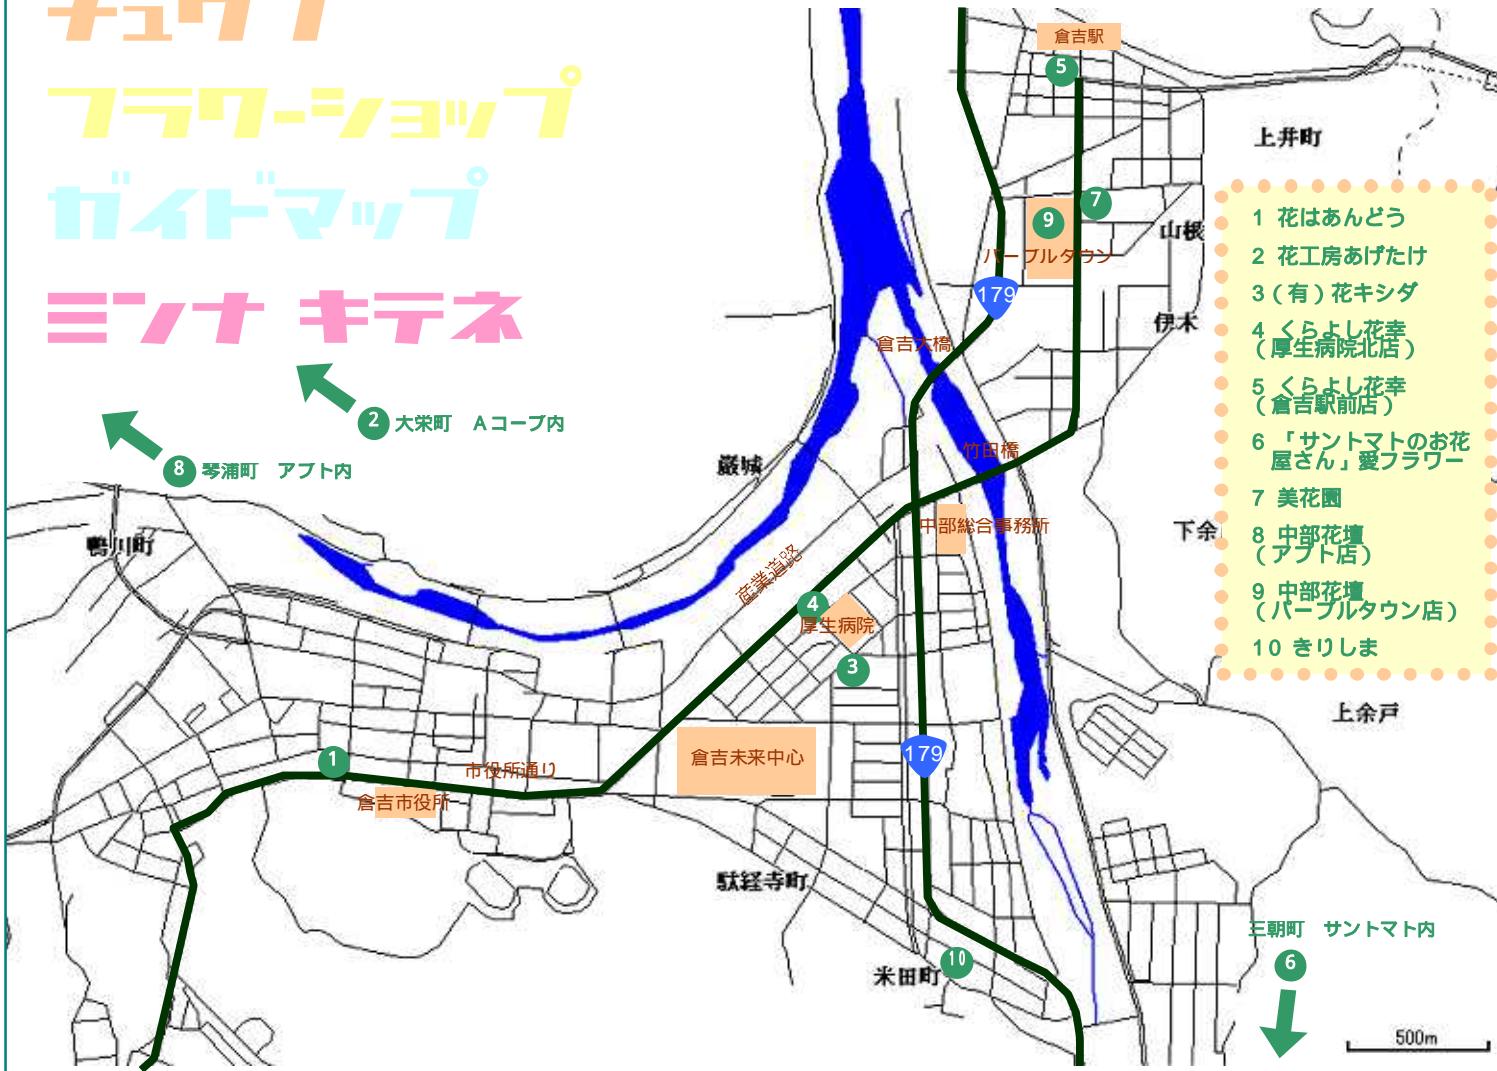 チュウブ
フラワーショップ
ガイドマップ
ミンナ キテネ
倉吉駅
5
上井町
7
9
パープルタウン
山根
179
伊木
倉吉大橋
2 大栄町 Aコープ内
8 琴浦町 アプト内
巌城
竹田橋
鴨川町
中部総合事務所
下余
産業道路
4
厚生病院
3
上余戸
179
倉吉未来中心
1
市役所通り
倉吉市役所
駄経寺町
米田町
10
三朝町 サントマト内
6
500m
1 花はあんどう
2 花工房あげたけ
3(有)花キシダ
4 くらよし花幸
(厚生病院北店)
5 くらよし花幸
(倉吉駅前店)
6 「サントマトのお花
屋さん」愛フラワー
7 美花園
8 中部花壇
(アプト店)
9 中部花壇
(パープルタウン店)
10 きりしま